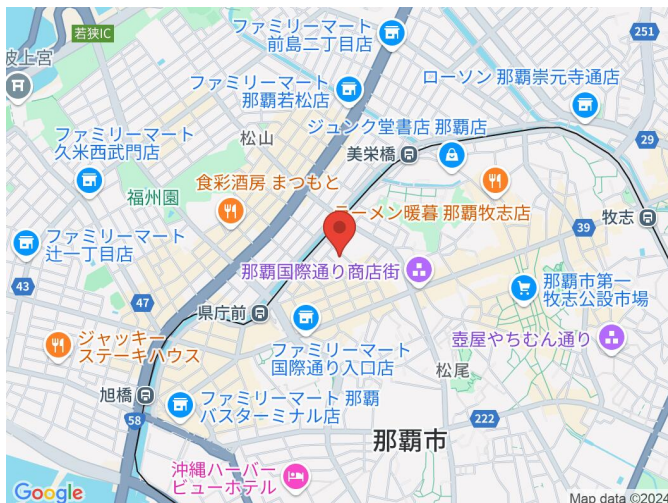 若狭IC
ファミリーマート
前島二丁目店
251
波上宮
ファミリーマート
那覇若松店
ローソン 那覇崇元寺通店
ファミリーマート
久米西武門店
松山
ジュンク堂書店 那覇店
29
美栄橋
福州園
食彩酒房 まつもと
ラーメン暖暮 那覇牧志店
牧志
ファミリーマート
辻一丁目店
39
43
47
那覇国際通り商店街
那覇市第一
牧志公設市場
県庁前
ジャッキー
ステーキハウス
ファミリーマート
国際通り入口店
壺屋やちむん通り
松尾
旭橋
58
ファミリーマート 那覇
バスターミナル店
222
那覇市
沖縄ハーバー
ビューホテル
Google
Map data ©2024